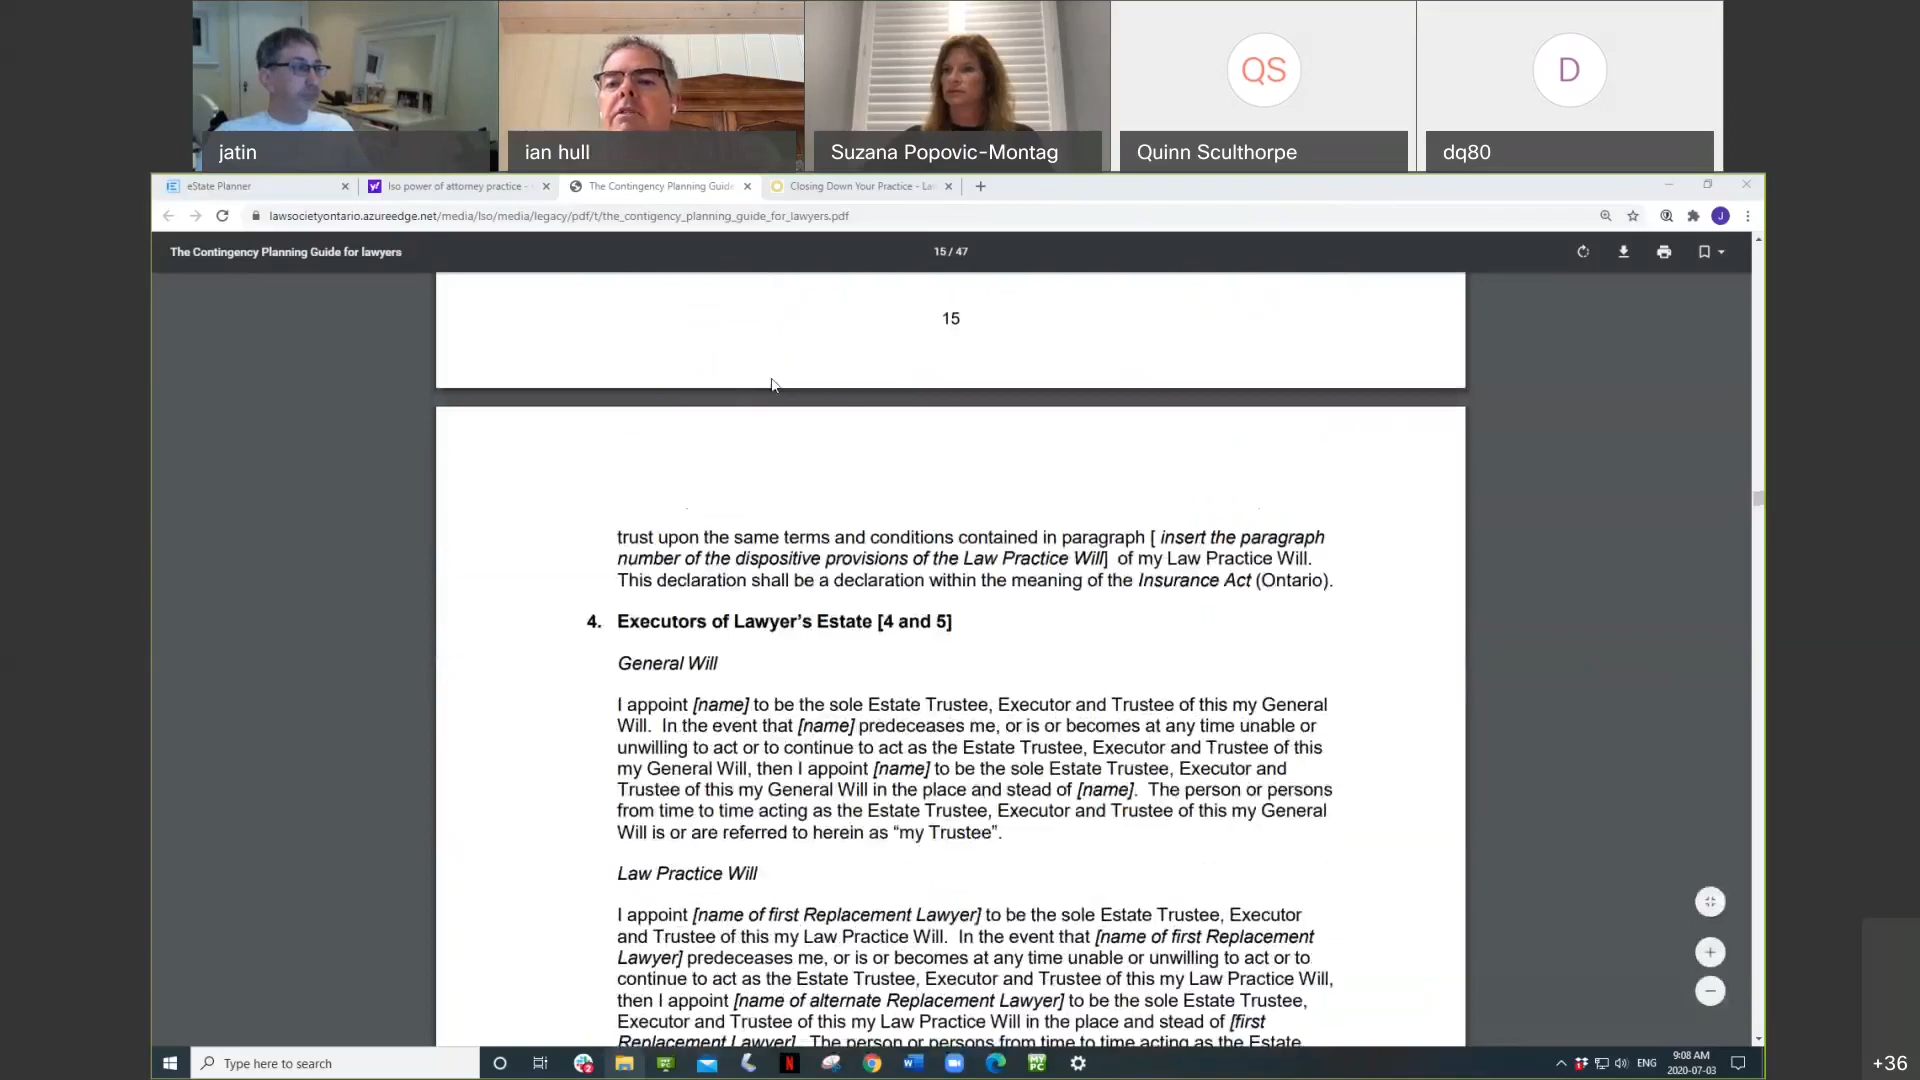 QS
D
jatin
ian hull
Suzana Popovic-Montag
Quinn Sculthorpe
dq80
eState Planner
lso power of attorney practice -
The Contingency Planning Guide
Closing Down Your Practice - La
lawsocietyontario.azureedge.net/media/lso/media/legacy/pdf/t/the_contigency_planning_guide_for_lawyers.pdf
J
The Contingency Planning Guide for lawyers
15 / 47
15
trust upon the same terms and conditions contained in paragraph [ insert the paragraph
number of the dispositive provisions of the Law Practice Will] of my Law Practice Will.
This declaration shall be a declaration within the meaning of the Insurance Act (Ontario).
4. Executors of Lawyer’s Estate [4 and 5]
General Will
I appoint [name] to be the sole Estate Trustee, Executor and Trustee of this my General
Will. In the event that [name] predeceases me, or is or becomes at any time unable or
unwilling to act or to continue to act as the Estate Trustee, Executor and Trustee of this
my General Will, then I appoint [name] to be the sole Estate Trustee, Executor and
Trustee of this my General Will in the place and stead of [name]. The person or persons
from time to time acting as the Estate Trustee, Executor and Trustee of this my General
Will is or are referred to herein as “my Trustee”.
Law Practice Will
I appoint [name of first Replacement Lawyer] to be the sole Estate Trustee, Executor
and Trustee of this my Law Practice Will. In the event that [name of first Replacement
Lawyer] predeceases me, or is or becomes at any time unable or unwilling to act or to
continue to act as the Estate Trustee, Executor and Trustee of this my Law Practice Will,
then I appoint [name of alternate Replacement Lawyer] to be the sole Estate Trustee,
Executor and Trustee of this my Law Practice Will in the place and stead of [first
Replacement Lawyer]. The person or persons from time to time acting as the Estate
Type here to search
ENG
9:08 AM
2020-07-03
+36